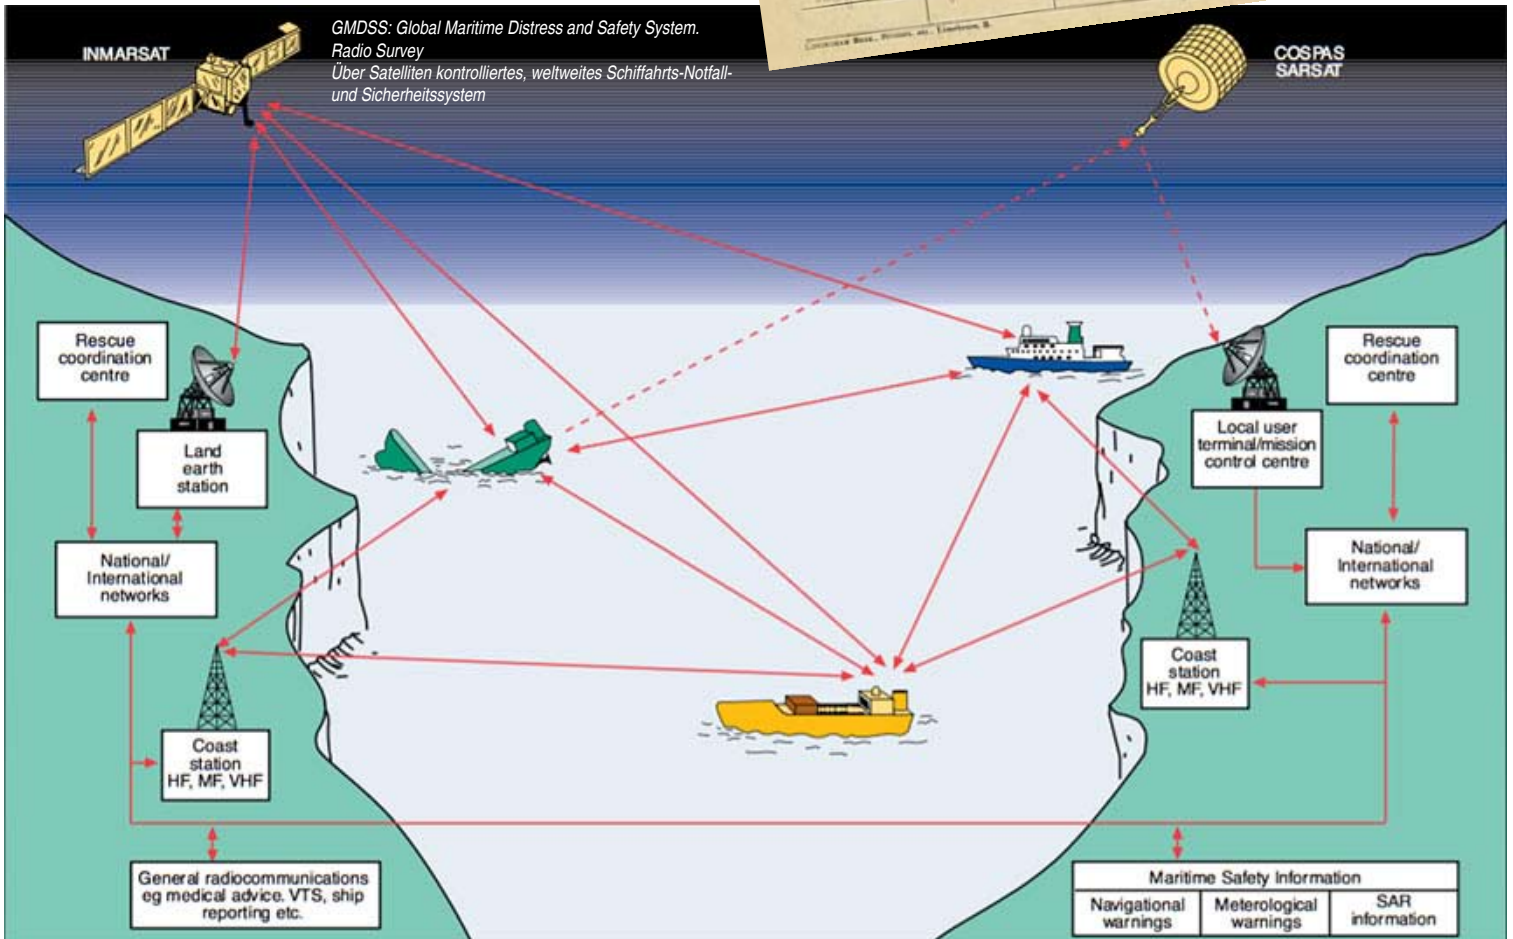 INMARSAT
GMDSS: Global Maritime Distress and Safety System.
Radio Survey
Über Satelliten kontrolliertes, weltweites Schiffahrts-Notfall-
und Sicherheitssystem
COSPAS
SARSAT
Rescue
coordination
centre
Land
earth
station
National/
International
networks
Coast
station
HF, MF, VHF
General radiocommunications
eg medical advice. VTS, ship
reporting etc.
Rescue
coordination
centre
Local user
terminal/mission
control centre
National/
International
networks
Coast
station
HF, MF, VHF
Maritime Safety Information
Navigational
warnings
Meterological
warnings
SAR
information